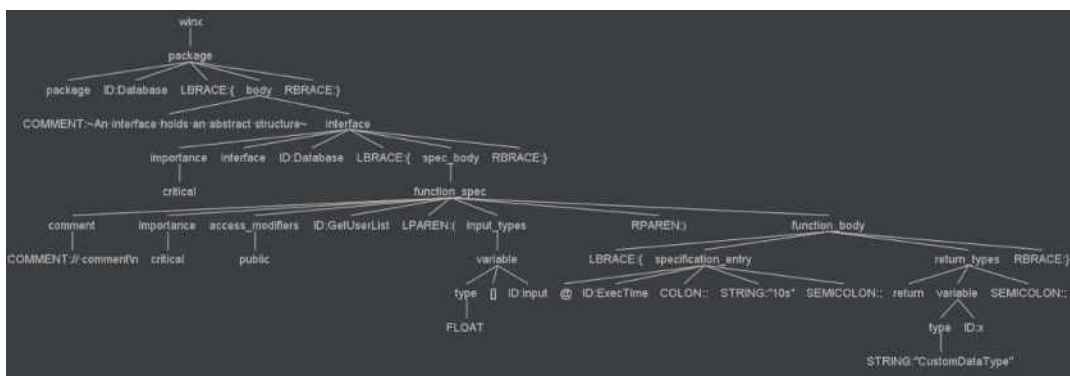 winx
package
package ID:Database LBRACE:{ body RBRACE:}
COMMENT:~An·interface·holds·an·abstract·structure~ interface
importance interface ID:Database LBRACE:{ spec_body RBRACE:}
critical function_spec
comment importance access_modifiers ID:GetUserList LPAREN:( input_types RPAREN:) function_body
COMMENT://·comment\n critical public variable LBRACE:{ specification_entry return_types RBRACE:}
type [] ID:input @ ID:ExecTime COLON:: STRING:"10s" SEMICOLON:; return variable SEMICOLON:;
FLOAT type ID:x
STRING:"CustomDataType"